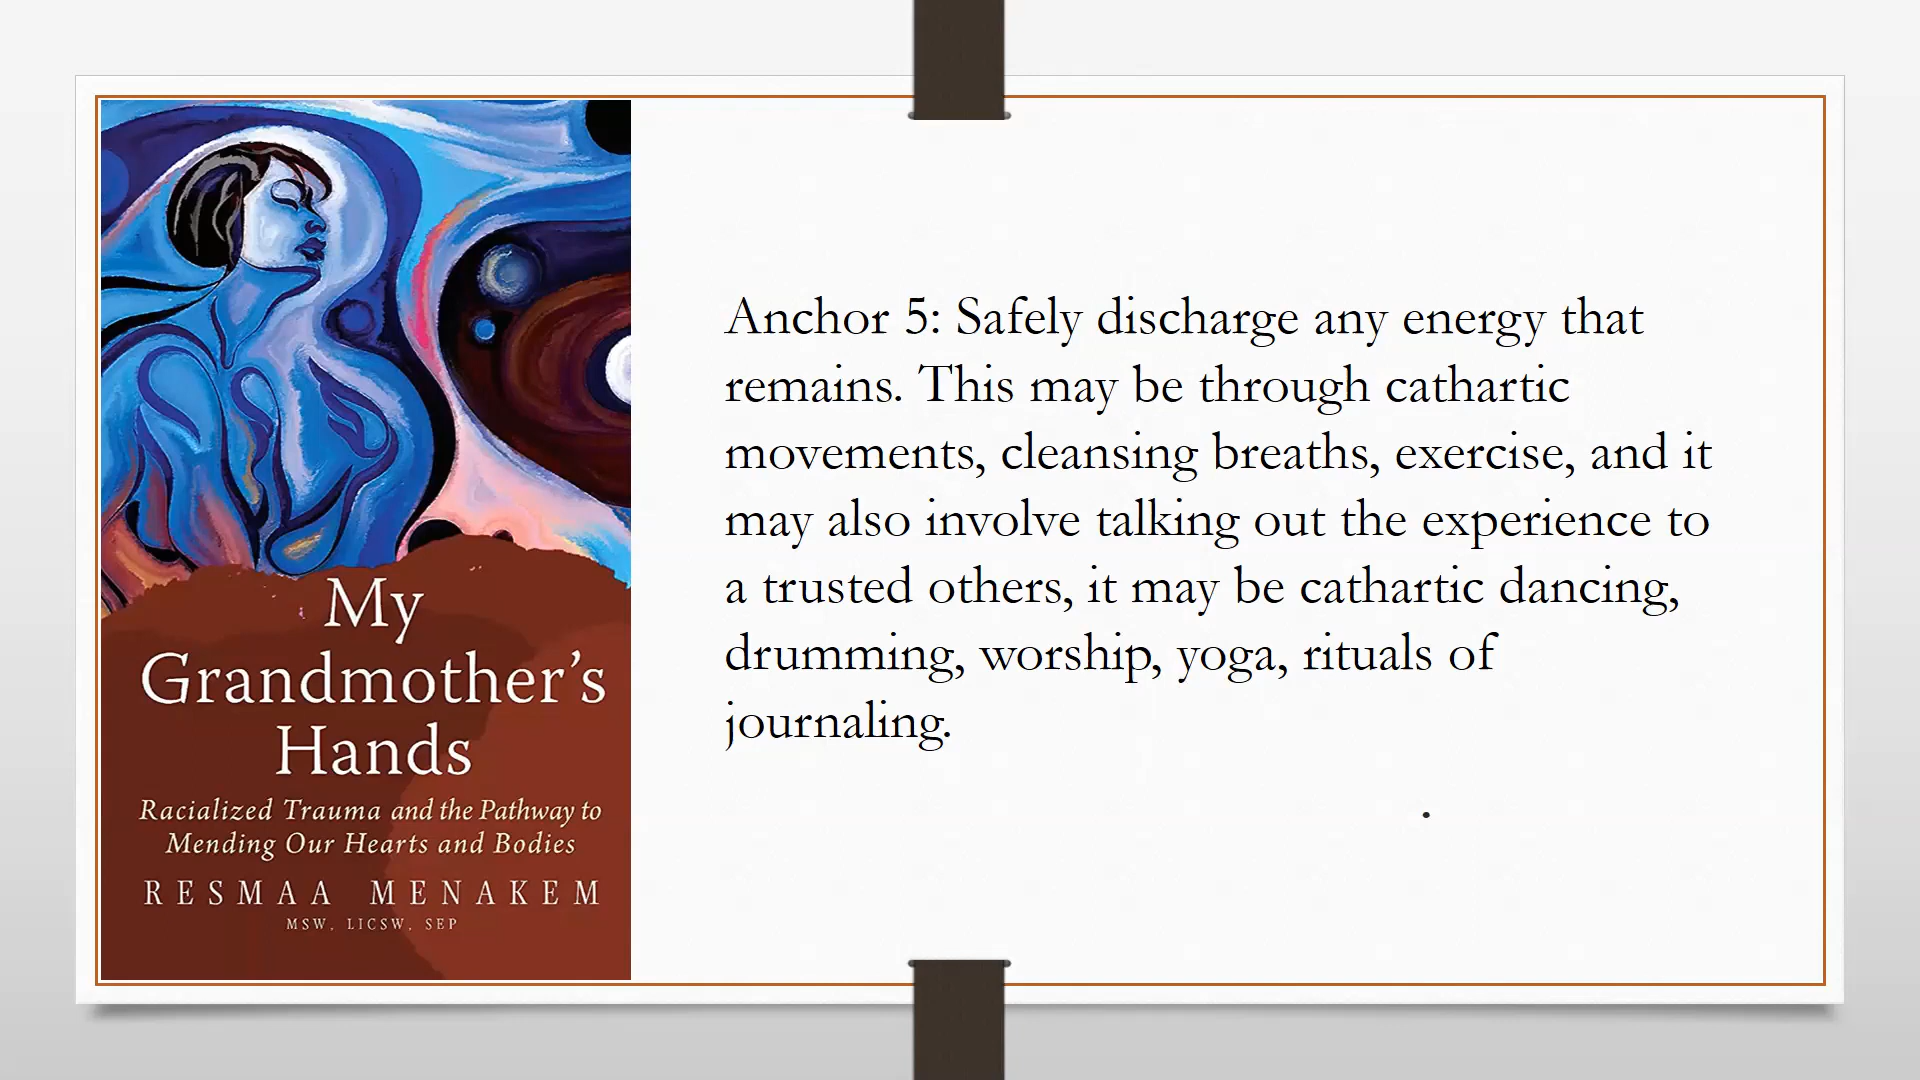 My
Grandmother’s
Hands
Racialized Trauma and the Pathway to
Mending Our Hearts and Bodies
RESMAA MENAKEM
MSW, LICSW, SEP
Anchor 5: Safely discharge any energy that
remains. This may be through cathartic
movements, cleansing breaths, exercise, and it
may also involve talking out the experience to
a trusted others, it may be cathartic dancing,
drumming, worship, yoga, rituals of
journaling.
.